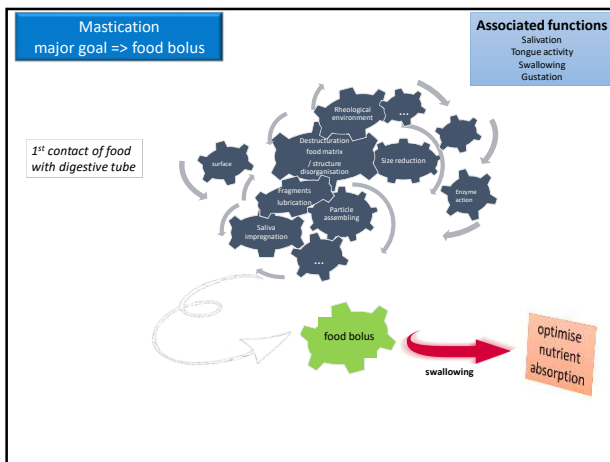 Mastication
major goal => food bolus
Associated functions
Salivation
Tongue activity
Swallowing
Gustation
1st contact of food
with digestive tube
Rheological
environment
...
Destructuration
food matrix
/ structure
disorganisation
Size reduction
surface
Enzyme
action
Fragments
lubrication
Particle
assembling
Saliva
impregnation
...
food bolus
swallowing
optimise
nutrient
absorption